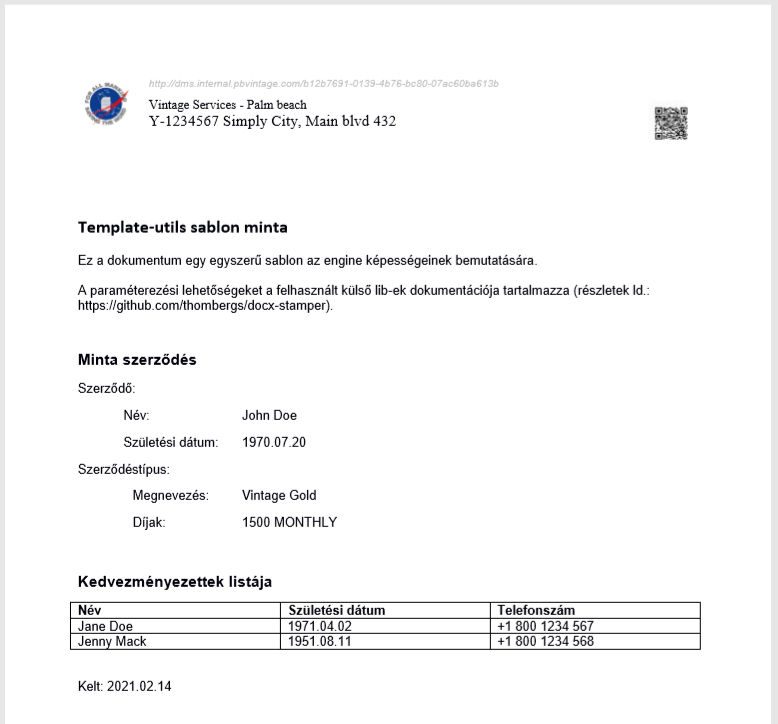 http://dms.internal.pbvintage.com/b12b7691-0139-4b76-bc80-07ac60ba613b
Vintage Services - Palm beach
Y-1234567 Simply City, Main blvd 432
Template-utils sablon minta
Ez a dokumentum egy egyszerű sablon az engine képességeinek bemutatására.
A paraméterezési lehetőségeket a felhasznált külső lib-ek dokumentációja tartalmazza (részletek ld.:
https://github.com/thombergs/docx-stamper).
Minta szerződés
Szerződő:
Név: John Doe
Születési dátum: 1970.07.20
Szerződéstípus:
Megnevezés: Vintage Gold
Díjak: 1500 MONTHLY
Kedvezményezettek listája
Név Születési dátum Telefonszám
Jane Doe 1971.04.02 +1 800 1234 567
Jenny Mack 1951.08.11 +1 800 1234 568
Kelt: 2021.02.14